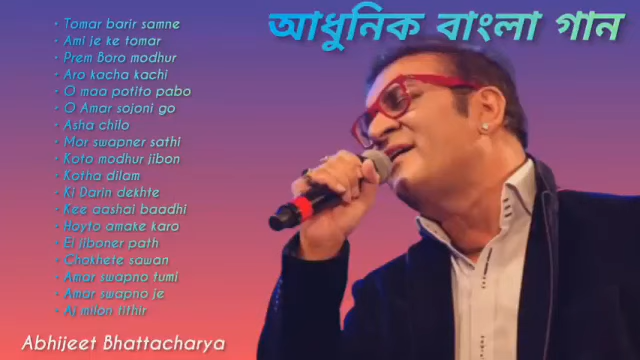 আধুনিক বাংলা গান
• Tomar barir samne
• Ami je ke tomar
• Prem Boro modhur
• Aro kacha kachi
• O maa potito pabo
• O Amar sojoni go
• Asha chilo
• Mor swapner sathi
• Koto modhur jibon
• Kotha dilam
• Ki Darin dekhte
• Kee aashai baadhi
• Hoyto amake karo
• Ei jiboner path
• Chokhete sawan
• Amar swapno tumi
• Amar swapno je
• Aj milon tithir
Abhijeet Bhattacharya